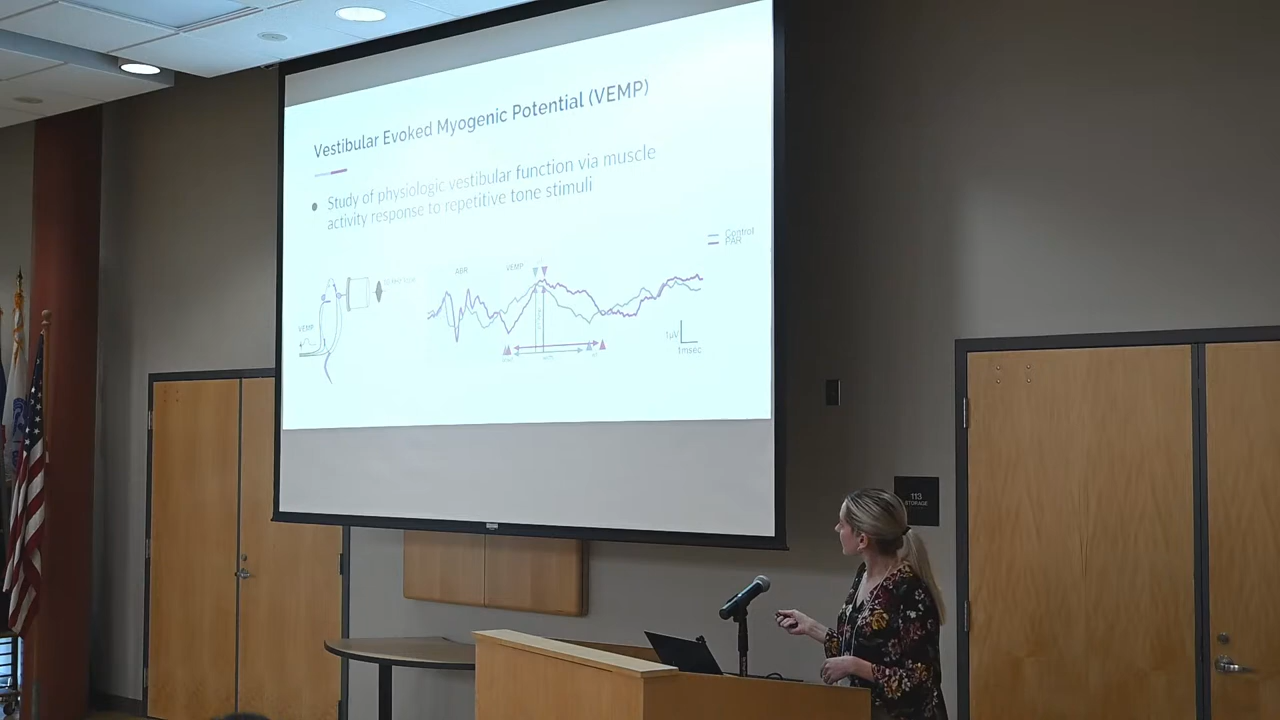 Vestibular Evoked Myogenic Potential (VEMP)
Study of physiologic vestibular function via muscle
activity response to repetitive tone stimuli
Control
PAR
ABR
VEMP
VEMP
1uV
1msec
113
STORAGE